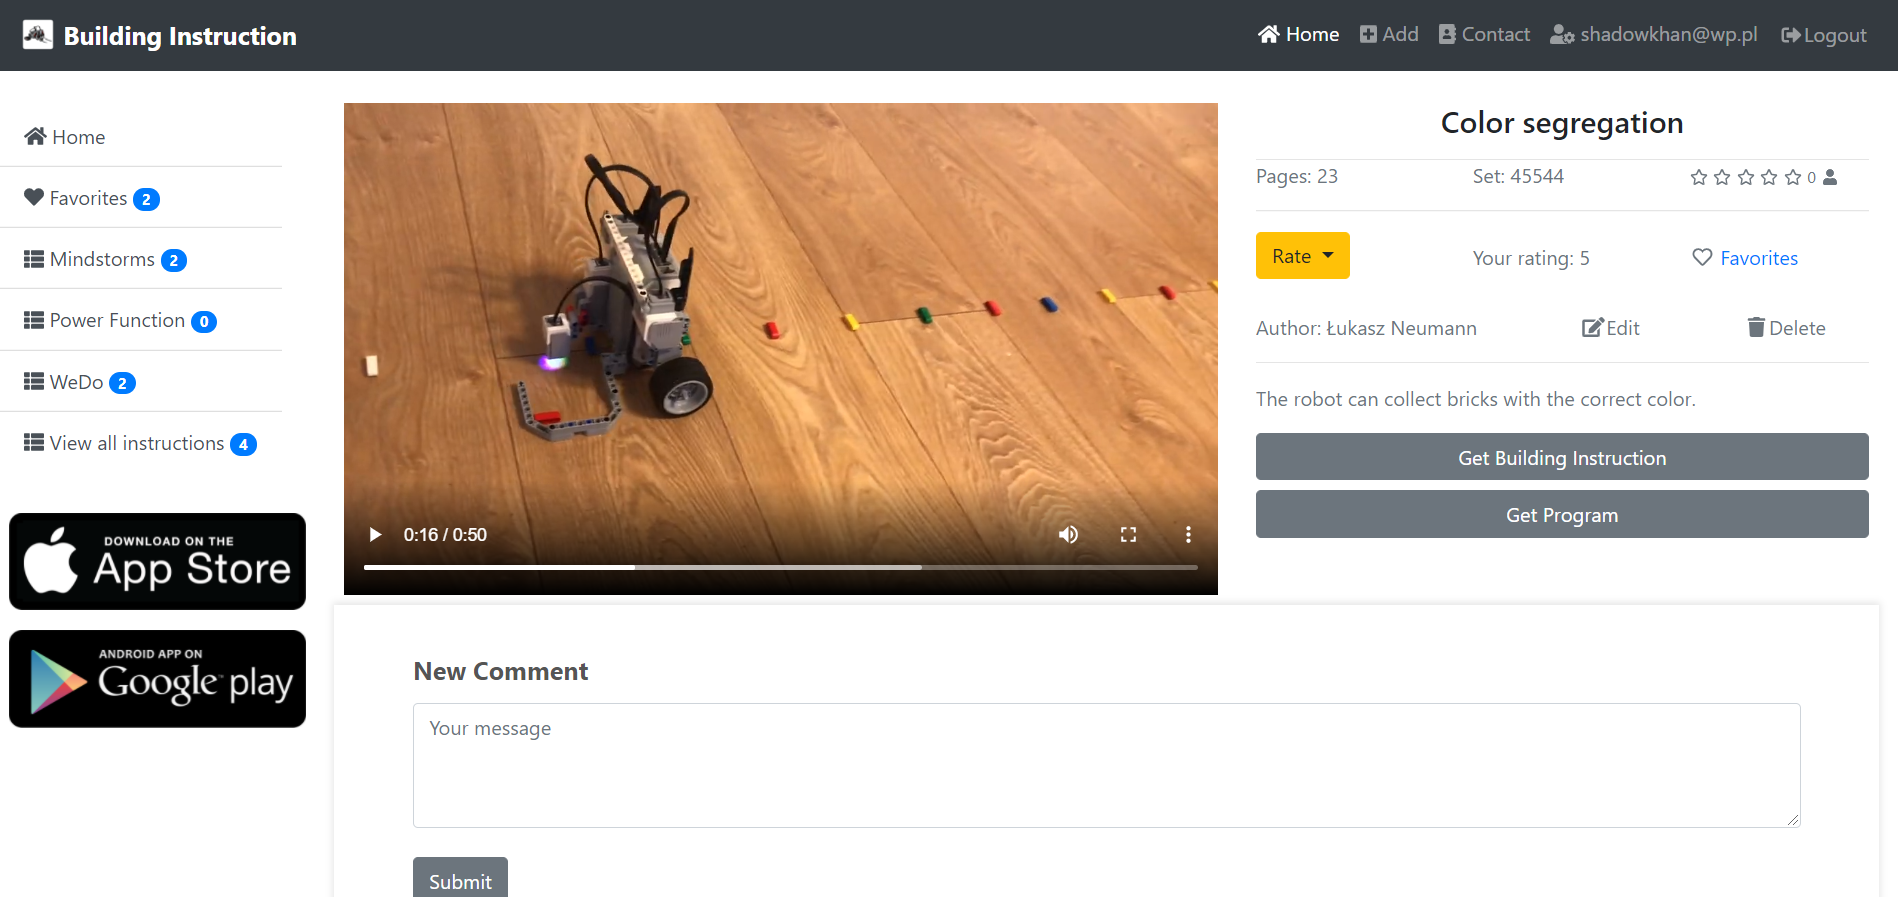 Building Instruction
Home Add Contact shadowkhan@wp.pl Logout
Home
Favorites 2
Mindstorms 2
Power Function 0
WeDo 2
View all instructions 4
DOWNLOAD ON THE
App Store
ANDROID APP ON
Google play
0:16 / 0:50
Color segregation
Pages: 23 Set: 45544 0
Rate Your rating: 5 Favorites
Author: Łukasz Neumann Edit Delete
The robot can collect bricks with the correct color.
Get Building Instruction
Get Program
New Comment
Your message
Submit